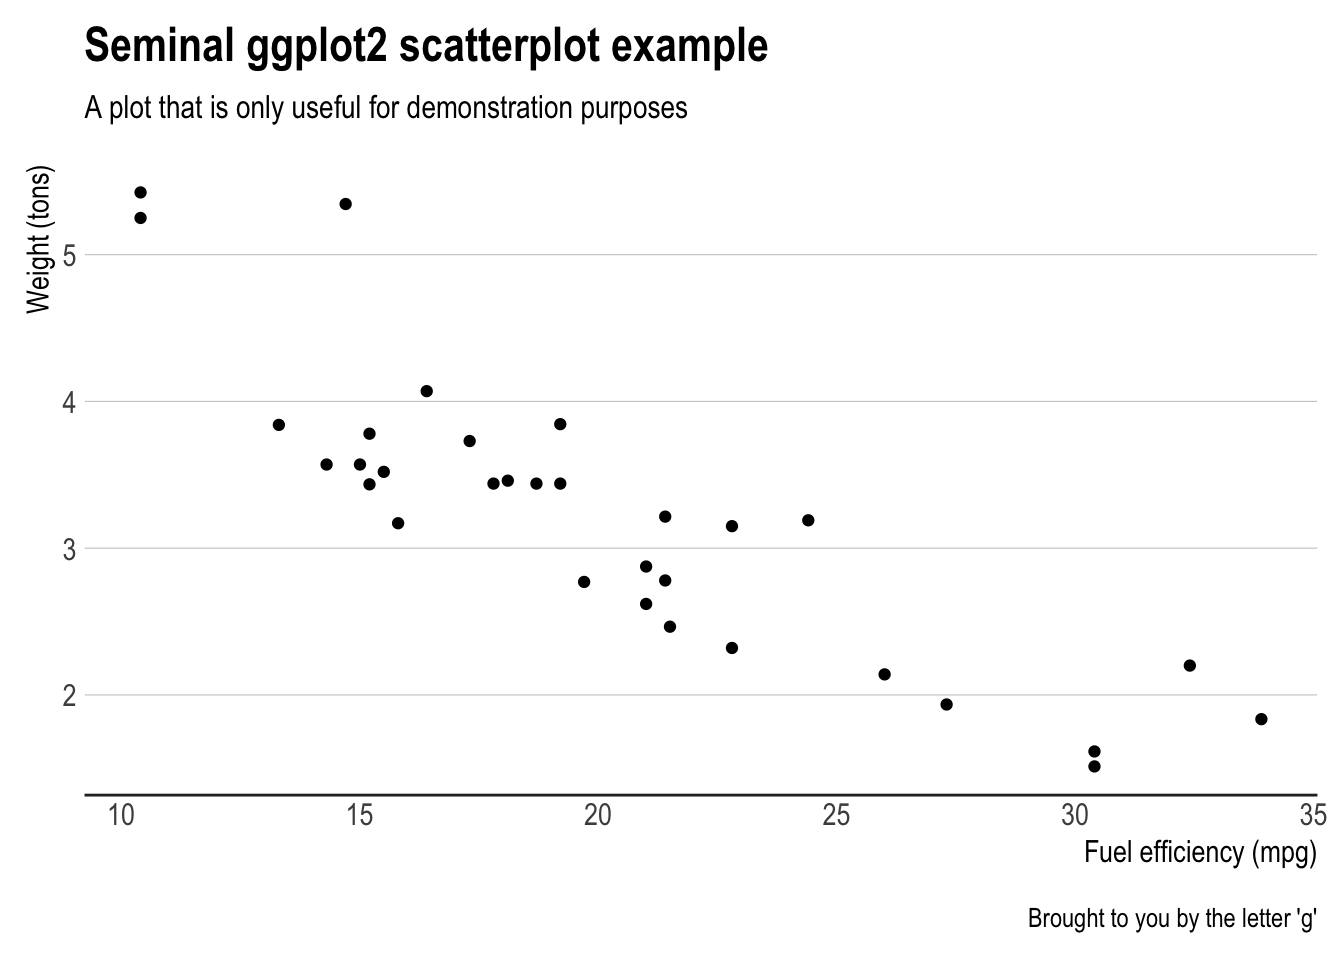 Seminal ggplot2 scatterplot example
A plot that is only useful for demonstration purposes
Weight (tons)
5
4
3
2
10 15 20 25 30 35
Fuel efficiency (mpg)
Brought to you by the letter 'g'